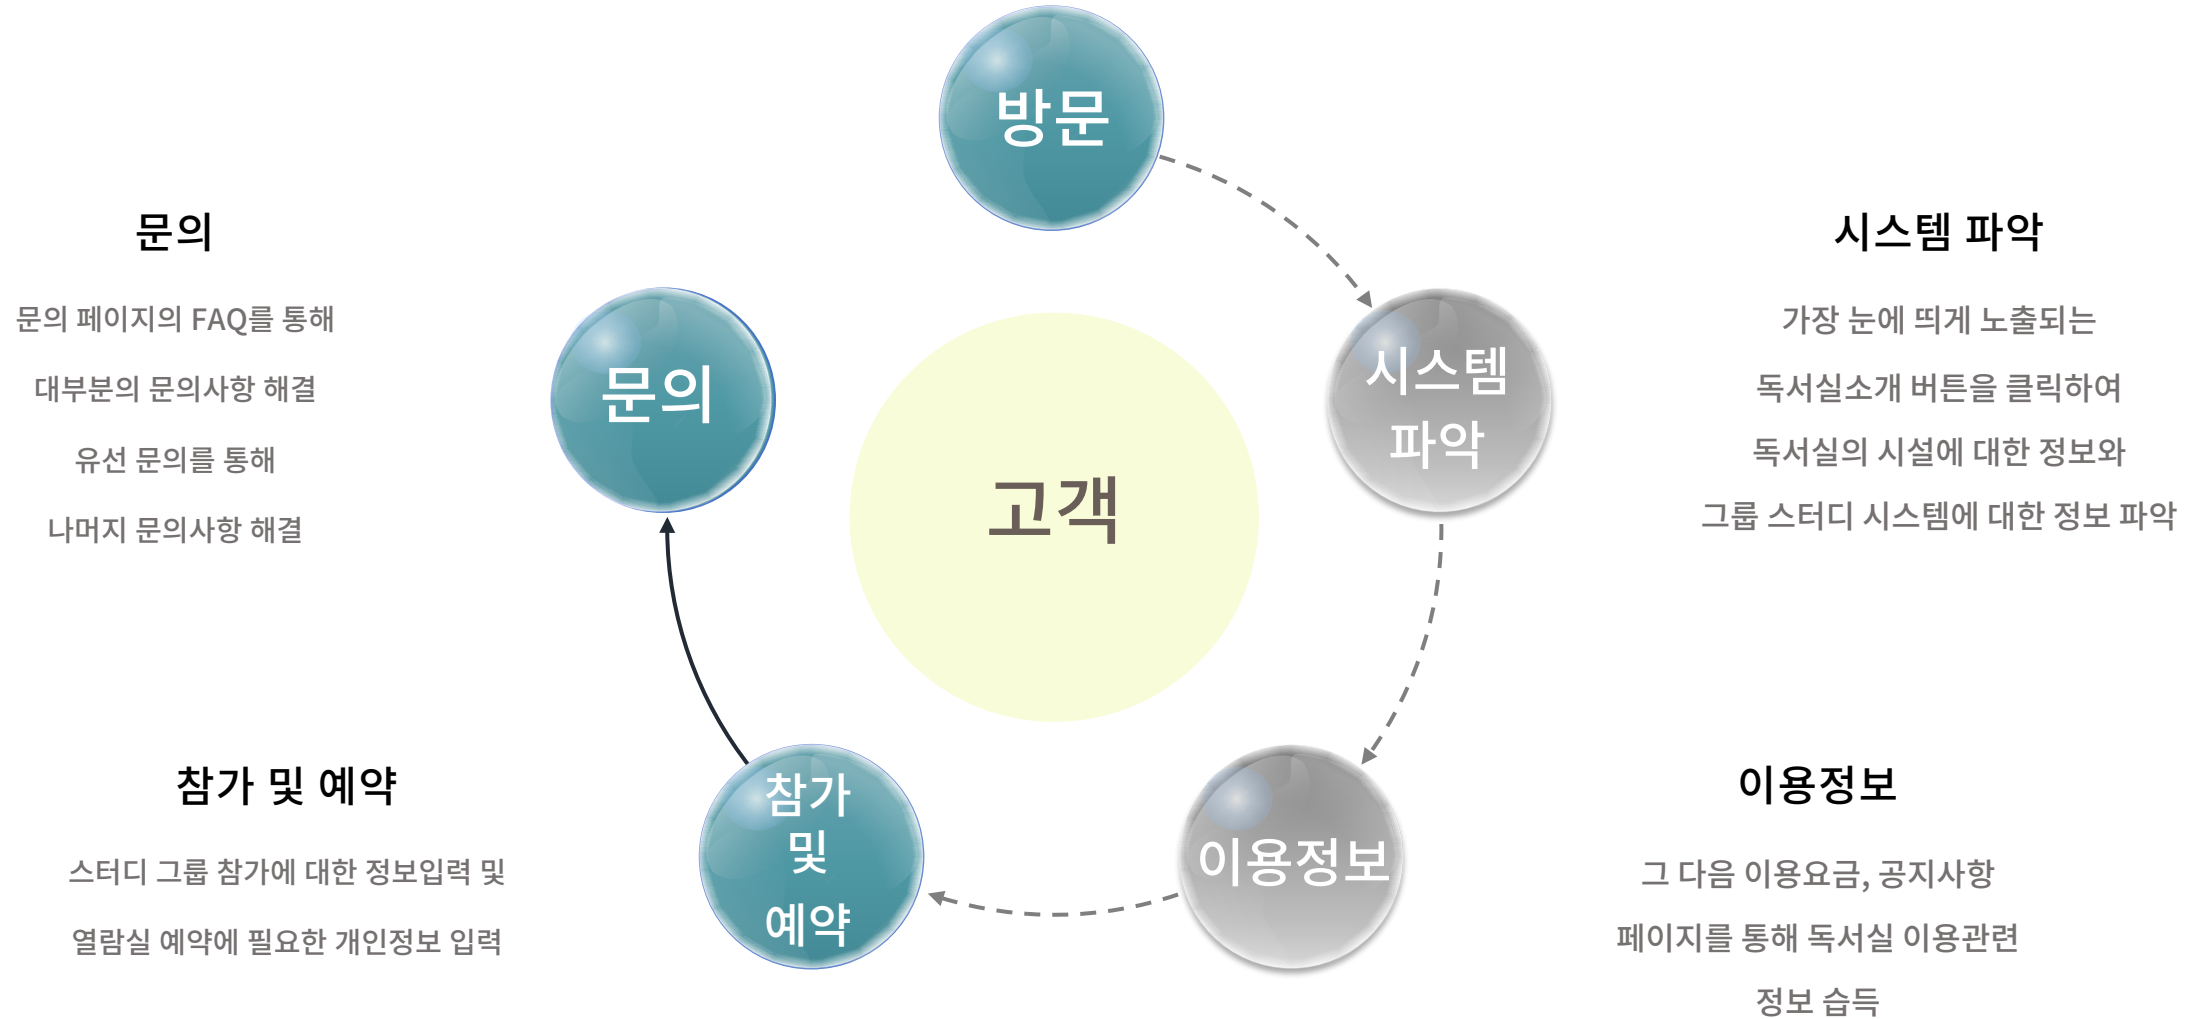 방문
문의
문의 페이지의 FAQ를 통해
대부분의 문의사항 해결
유선 문의를 통해
나머지 문의사항 해결
문의
고객
시스템
파악
시스템 파악
가장 눈에 띄게 노출되는
독서실소개 버튼을 클릭하여
독서실의 시설에 대한 정보와
그룹 스터디 시스템에 대한 정보 파악
참가 및 예약
스터디 그룹 참가에 대한 정보입력 및
열람실 예약에 필요한 개인정보 입력
참가
및
예약
이용정보
이용정보
그 다음 이용요금, 공지사항
페이지를 통해 독서실 이용관련
정보 습득